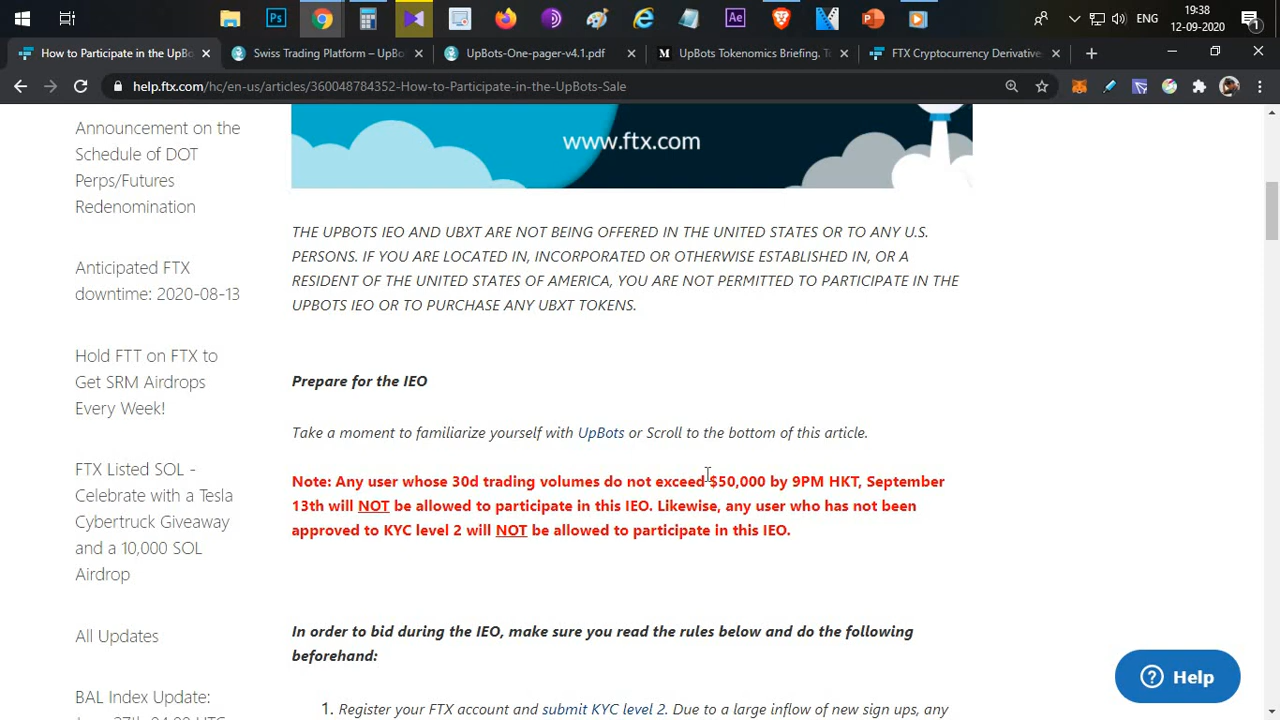 Ps
Ae
ENG
19:38
12-09-2020
How to Participate in the UpBo
Swiss Trading Platform – UpBot
UpBots-One-pager-v4.1.pdf
UpBots Tokenomics Briefing. T
FTX Cryptocurrency Derivative
help.ftx.com/hc/en-us/articles/360048784352-How-to-Participate-in-the-UpBots-Sale
www.ftx.com
Announcement on the
Schedule of DOT
Perps/Futures
Redenomination
Anticipated FTX
downtime: 2020-08-13
Hold FTT on FTX to
Get SRM Airdrops
Every Week!
FTX Listed SOL -
Celebrate with a Tesla
Cybertruck Giveaway
and a 10,000 SOL
Airdrop
All Updates
BAL Index Update:
THE UPBOTS IEO AND UBXT ARE NOT BEING OFFERED IN THE UNITED STATES OR TO ANY U.S.
PERSONS. IF YOU ARE LOCATED IN, INCORPORATED OR OTHERWISE ESTABLISHED IN, OR A
RESIDENT OF THE UNITED STATES OF AMERICA, YOU ARE NOT PERMITTED TO PARTICIPATE IN THE
UPBOTS IEO OR TO PURCHASE ANY UBXT TOKENS.
Prepare for the IEO
Take a moment to familiarize yourself with UpBots or Scroll to the bottom of this article.
Note: Any user whose 30d trading volumes do not exceed $50,000 by 9PM HKT, September
13th will NOT be allowed to participate in this IEO. Likewise, any user who has not been
approved to KYC level 2 will NOT be allowed to participate in this IEO.
In order to bid during the IEO, make sure you read the rules below and do the following
beforehand:
1. Register your FTX account and submit KYC level 2. Due to a large inflow of new sign ups, any
Help